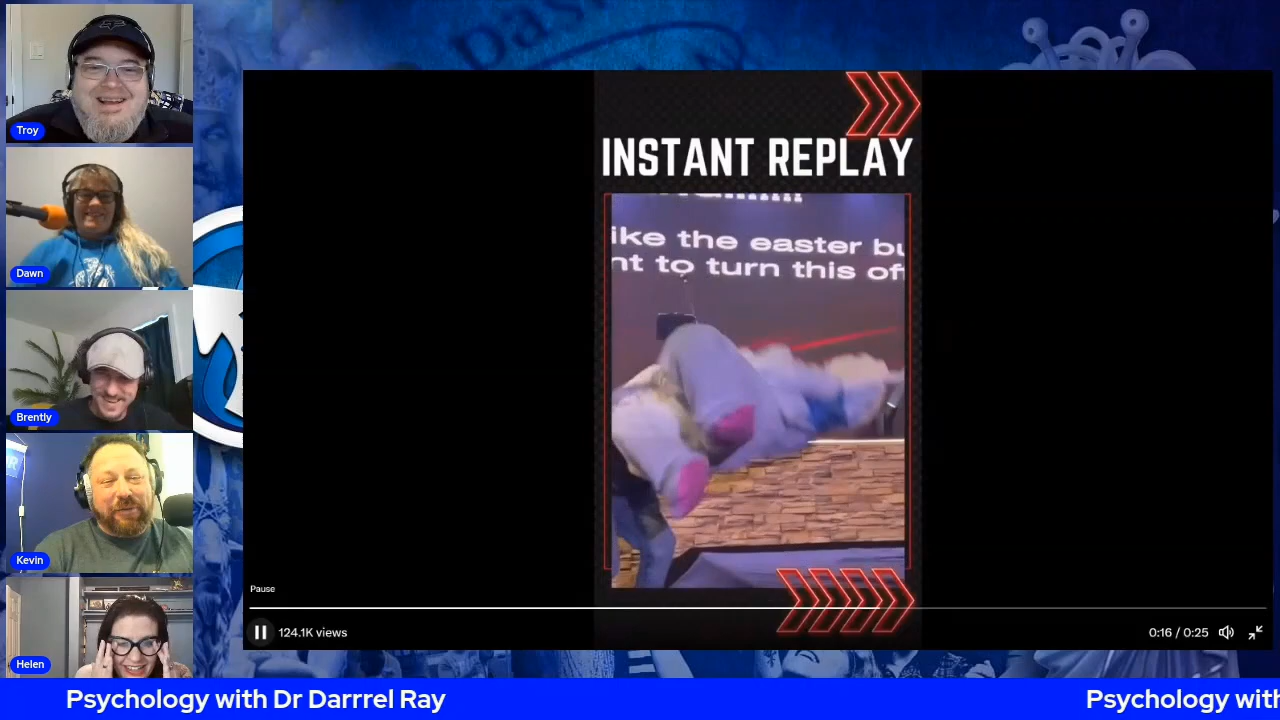 Troy
Dawn
Brently
Kevin
Helen
INSTANT REPLAY
ike the easter bu
nt to turn this of
Pause
124.1K views
0:16 / 0:25
Psychology with Dr Darrrel Ray
Psychology with